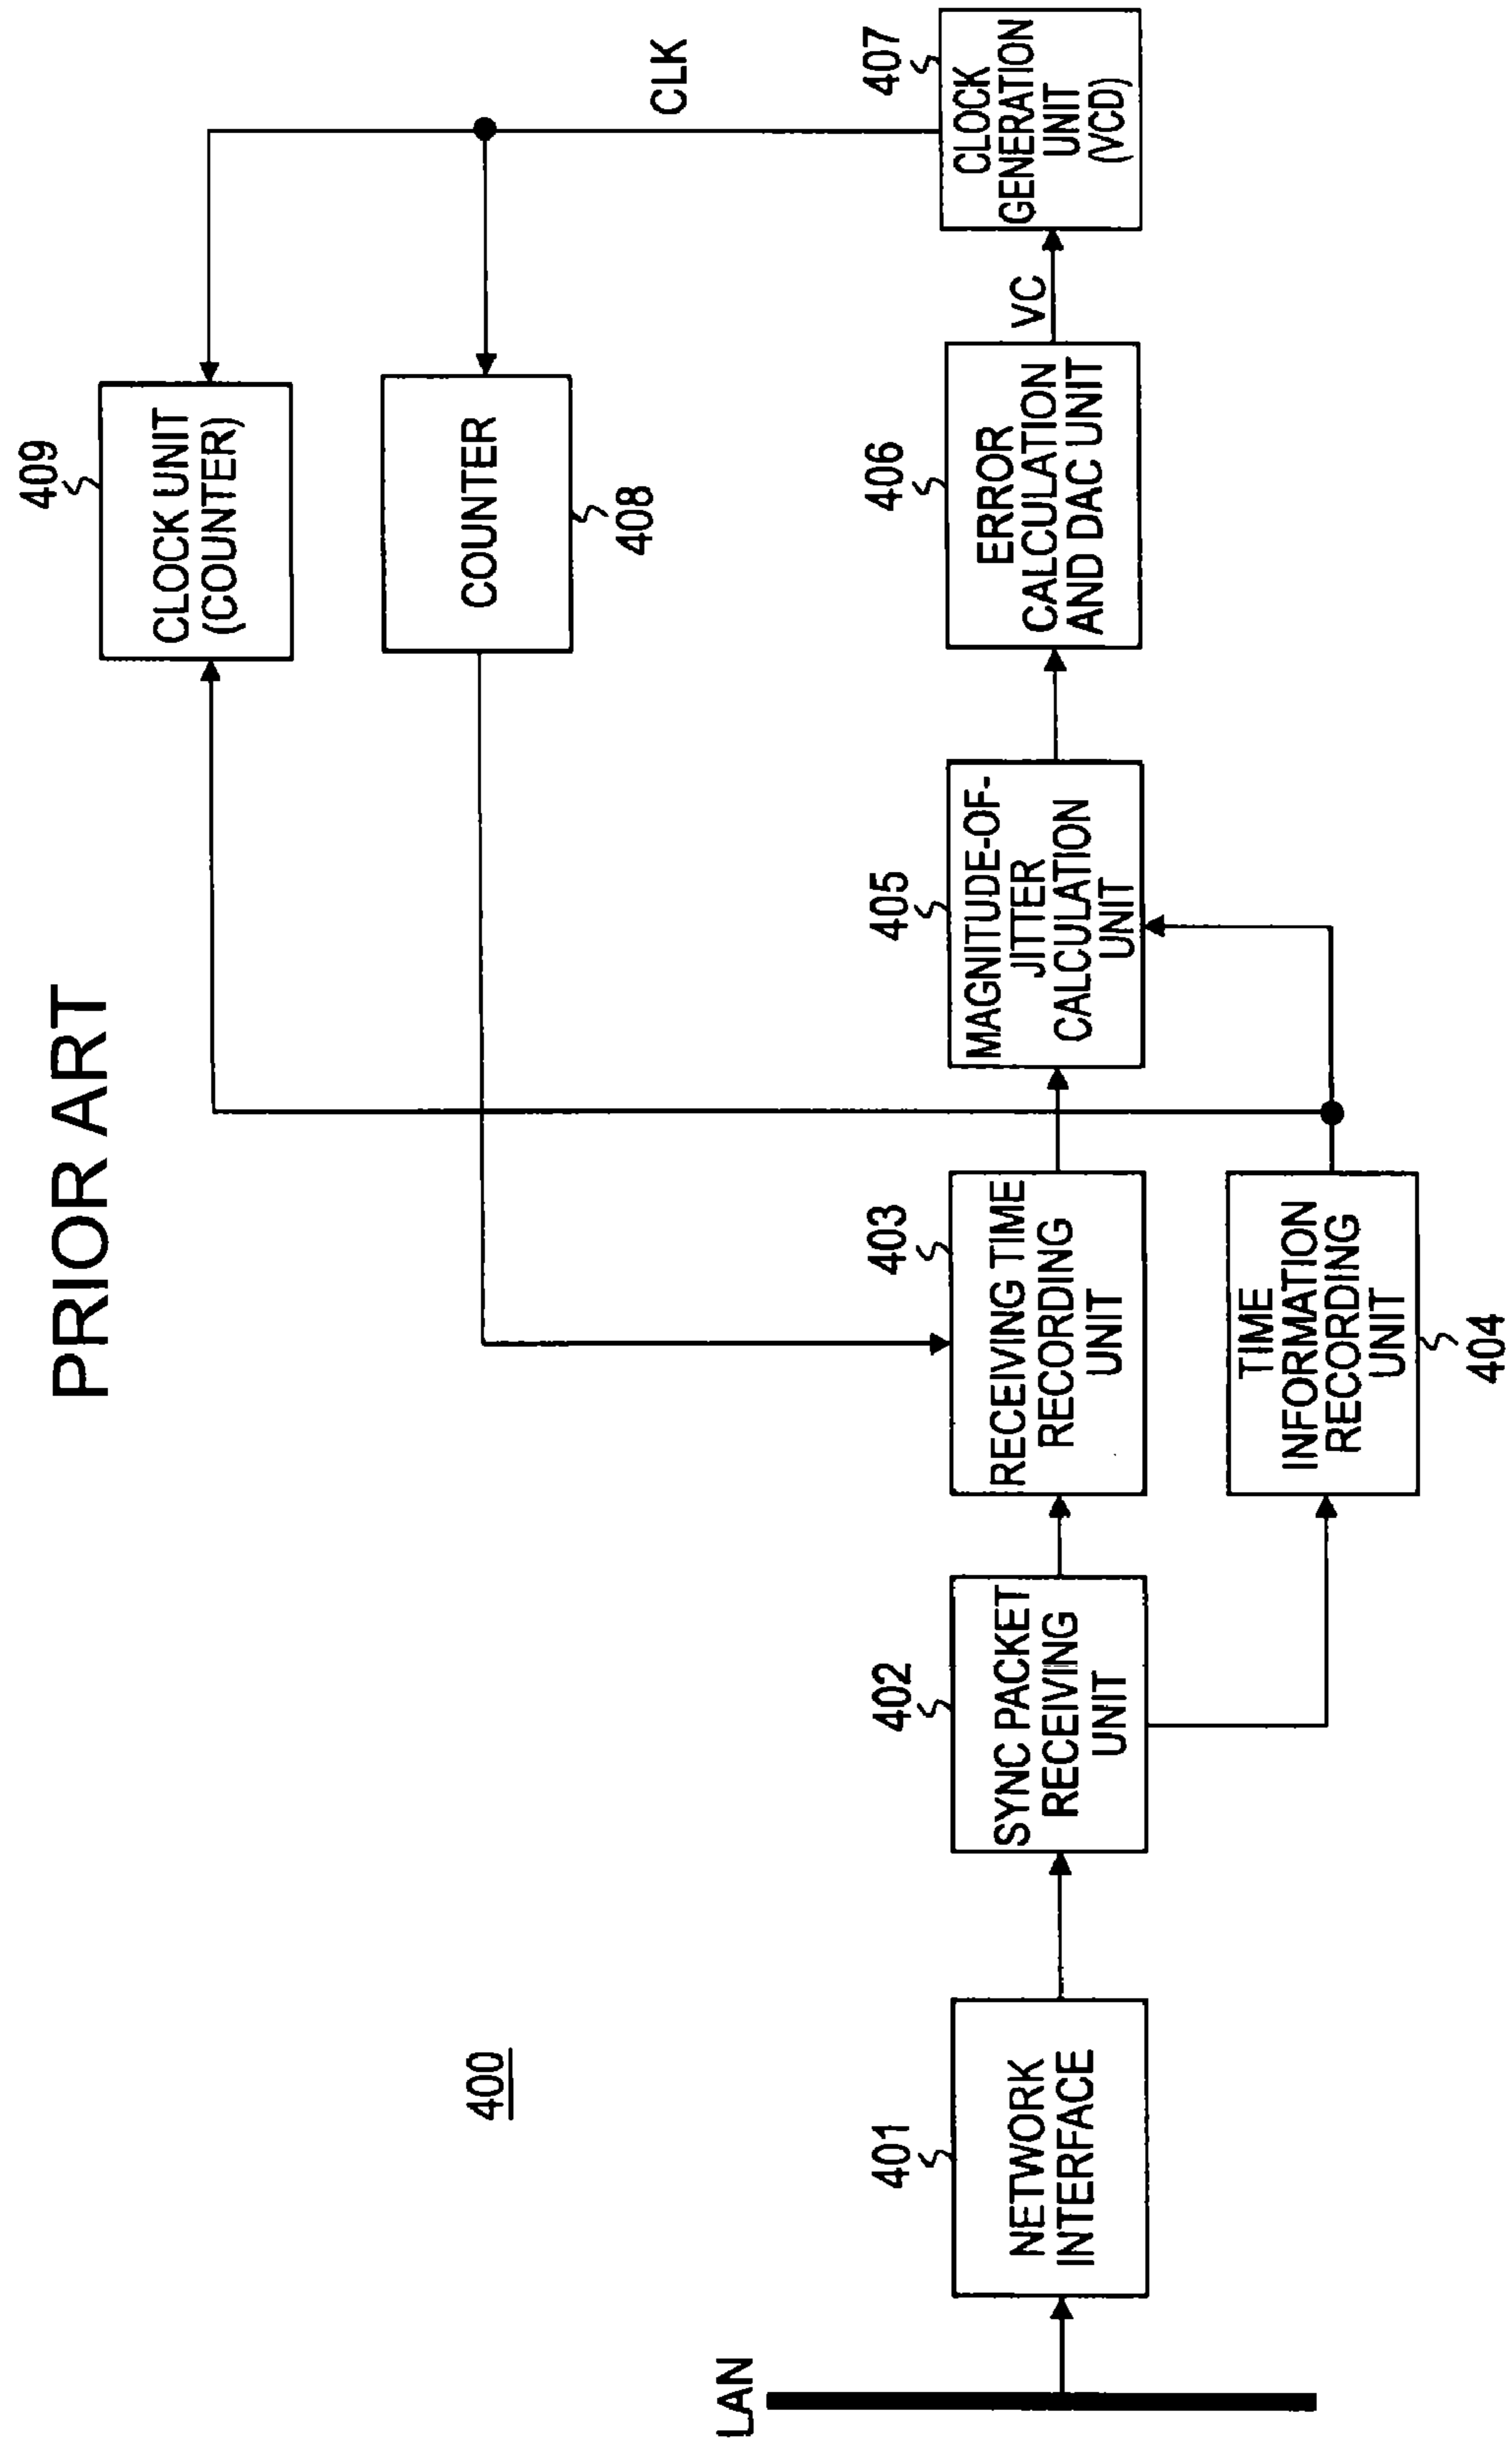 PRIOR ART
400
409
CLOCK UNIT
(COUNTER)
COUNTER
408
CLK
LAN
401
NETWORK
INTERFACE
402
SYNC PACKET
RECEIVING
UNIT
403
RECEIVING TIME
RECORDING
UNIT
TIME
INFORMATION
RECORDING
UNIT
404
405
MAGNITUDE-OF-
JITTER
CALCULATION
UNIT
406
ERROR
CALCULATION
AND DAC UNIT
VC
407
CLOCK
GENERATION
UNIT
(VCD)